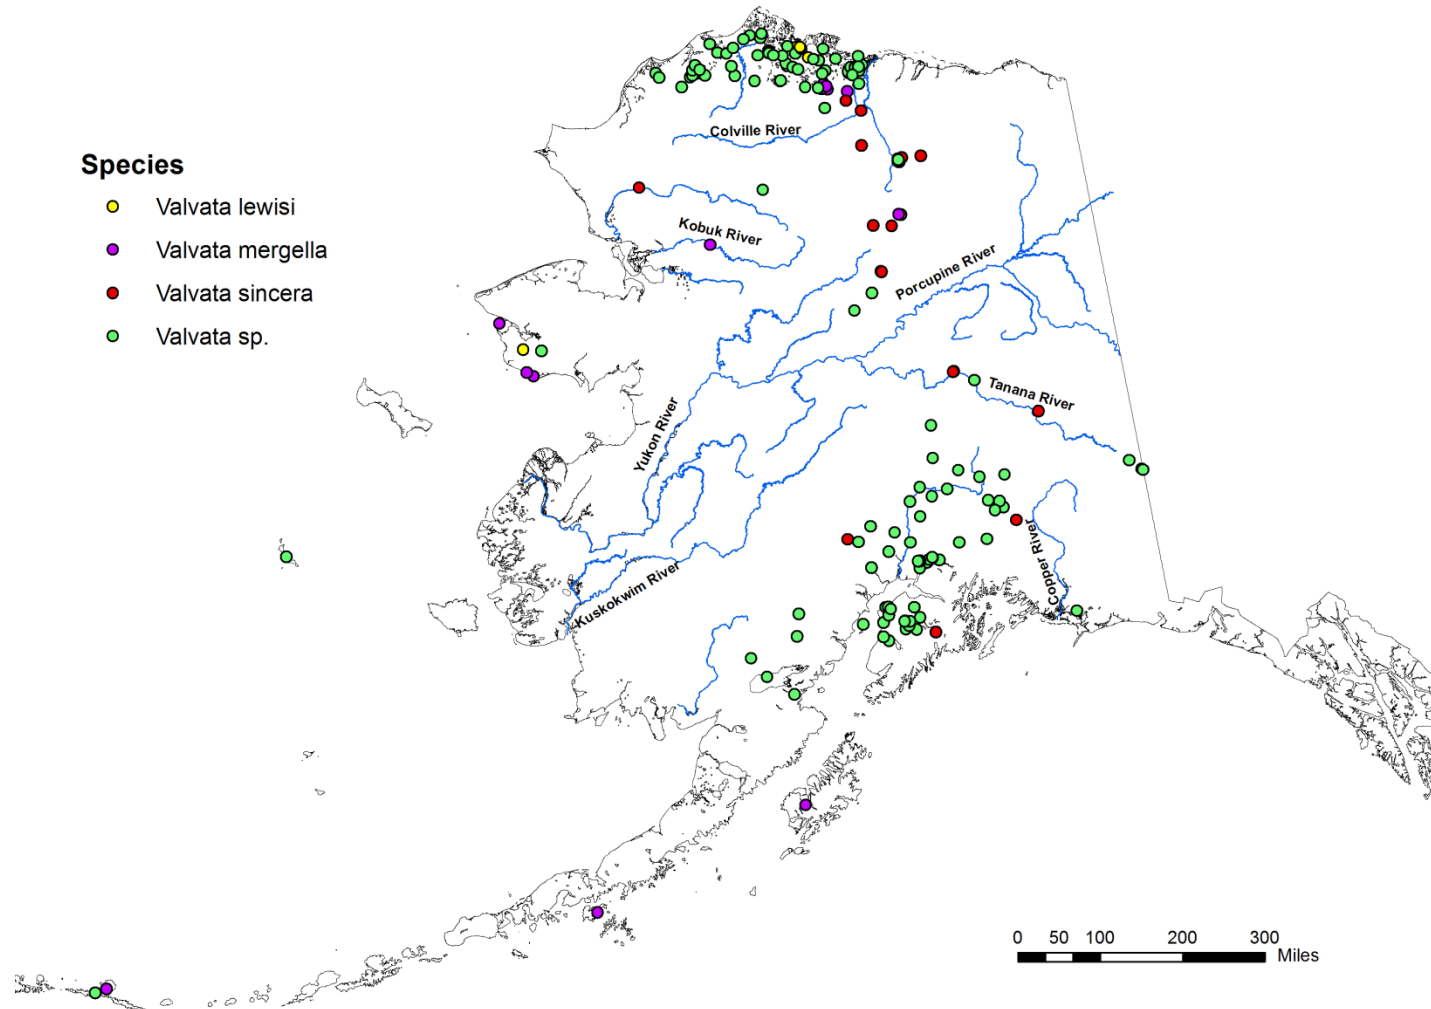 Species
Valvata lewisi
Valvata mergella
Valvata sincera
Valvata sp.
Colville River
Kobuk River
Porcupine River
Tanana River
Yukon River
Copper River
Kuskokwim River
0 50 100 200 300
Miles